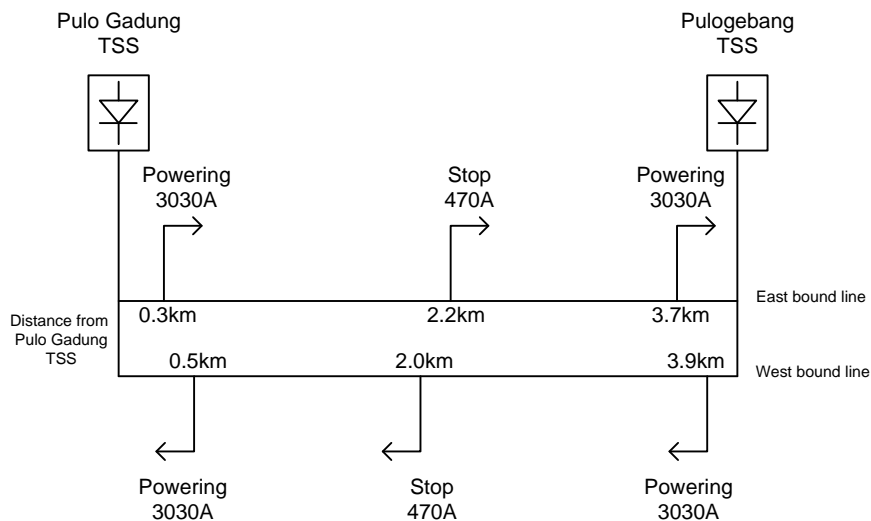 Pulo Gadung
TSS
Pulogebang
TSS
Powering
3030A
Stop
470A
Powering
3030A
0.3km
2.2km
3.7km
East bound line
Distance from
Pulo Gadung
TSS
0.5km
2.0km
3.9km
West bound line
Powering
3030A
Stop
470A
Powering
3030A